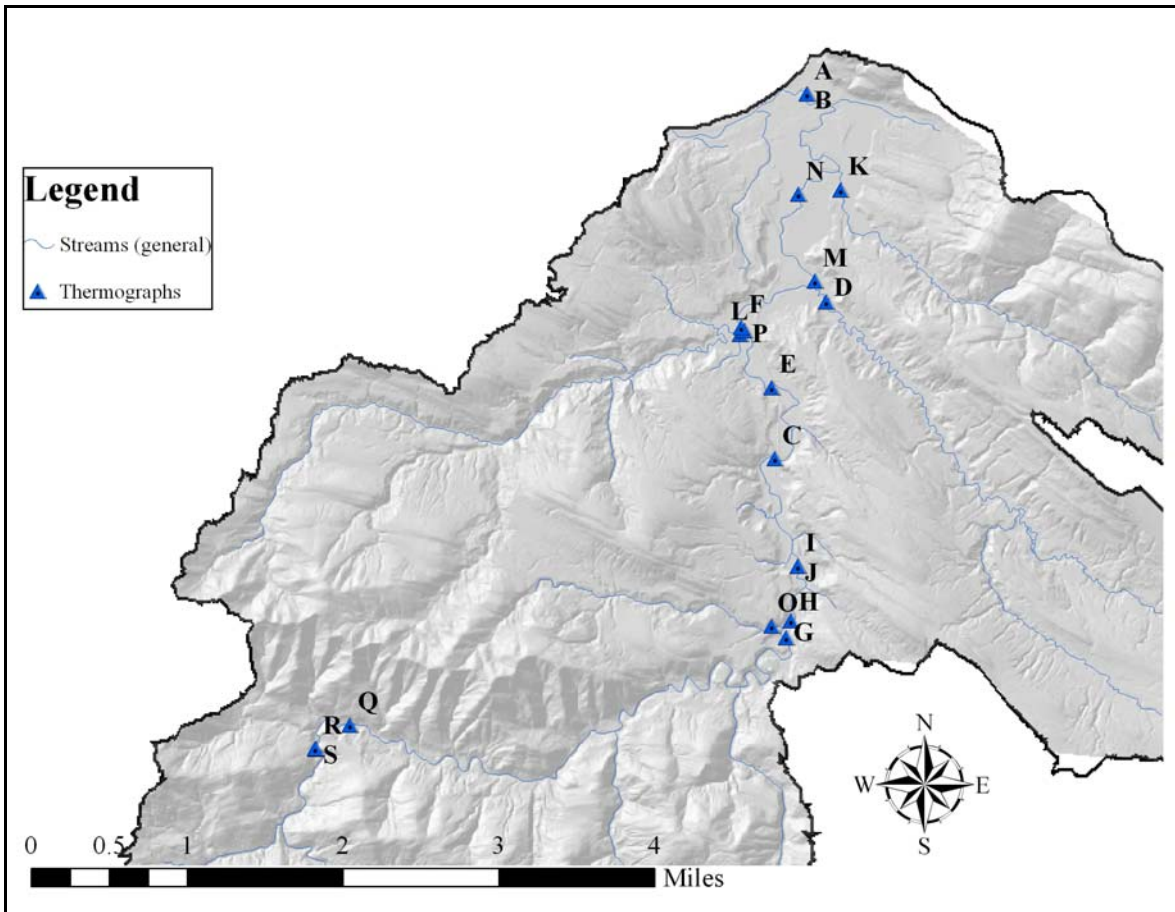 A
B
N K
M
D
F
L
P
E
C
I
J
O H
G
Q
R
S
Legend
Streams (general)
Thermographs
N
W E
S
0 0.5 1 2 3 4
Miles